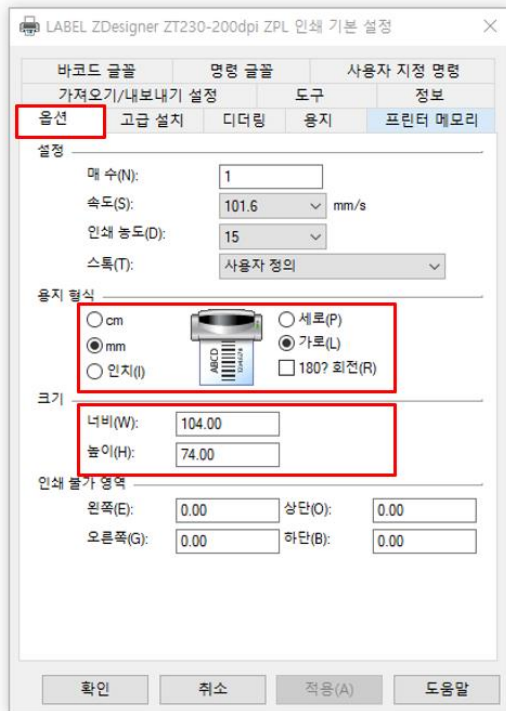 LABEL ZDesigner ZT230-200dpi ZPL 인쇄 기본 설정
바코드 글꼴 명령 글꼴 사용자 지정 명령
가져오기/내보내기 설정 도구 정보
옵션 고급 설치 디더링 용지 프린터 메모리
설정
매 수(N): 1
속도(S): 101.6 mm/s
인쇄 농도(D): 15
스톡(T): 사용자 정의
용지 형식
cm 세로(P)
mm 가로(L)
인치(I) 180? 회전(R)
ABCD
크기
너비(W): 104.00
높이(H): 74.00
인쇄 불가 영역
왼쪽(E): 0.00 상단(O): 0.00
오른쪽(G): 0.00 하단(B): 0.00
확인 취소 적용(A) 도움말